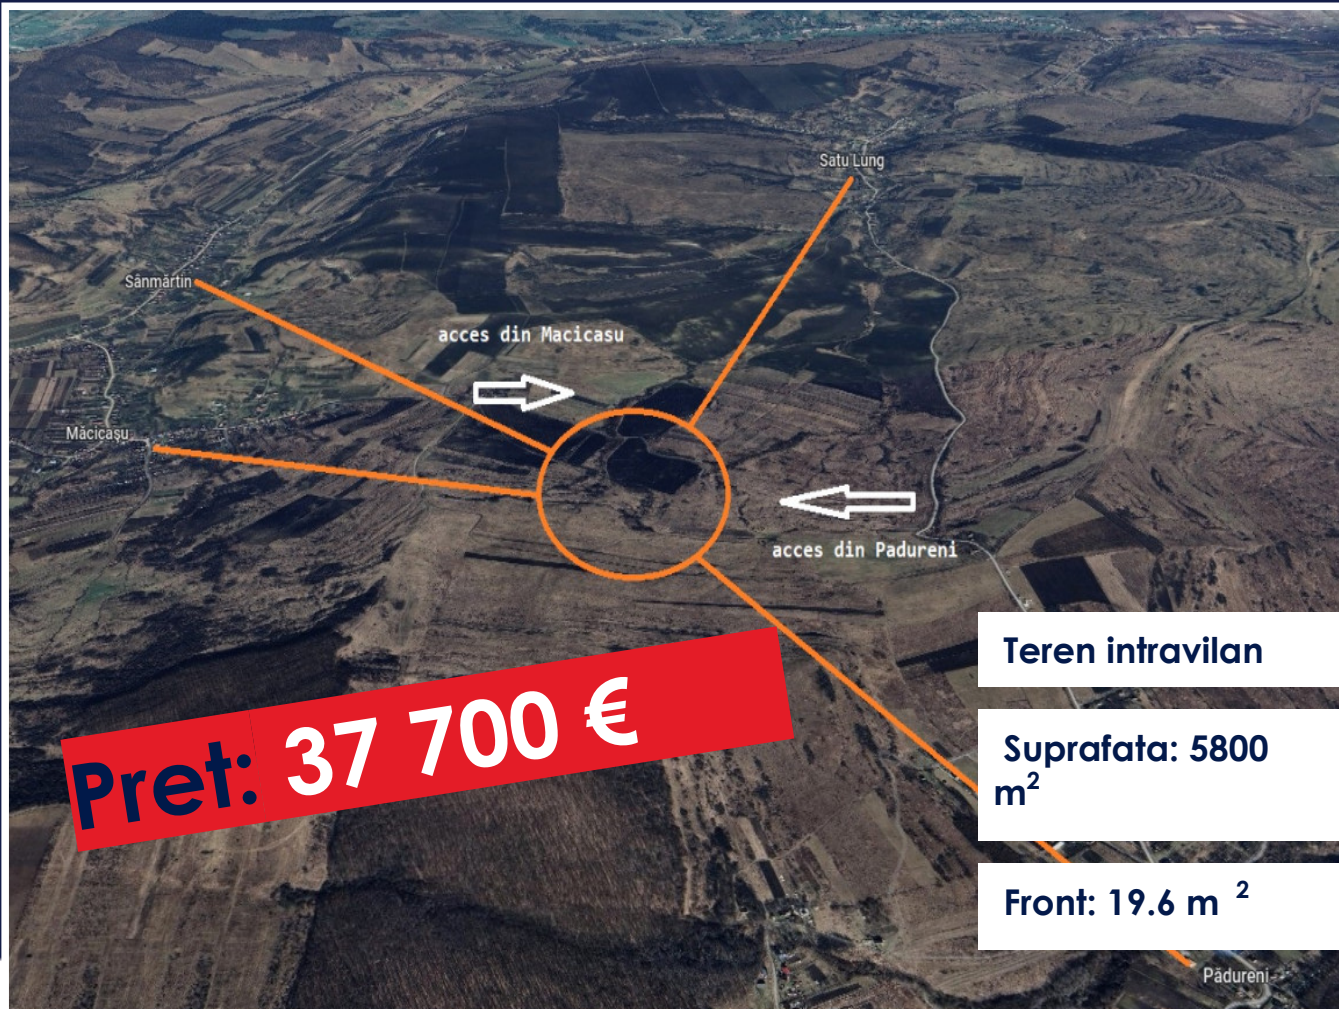 Satu Lung
Sânmărtin
acces din Macicasu
Măcicașu
acces din Padureni
Teren intravilan
Pret: 37 700 €
Suprafata: 5800
m²
Front: 19.6 m ²
Pădureni